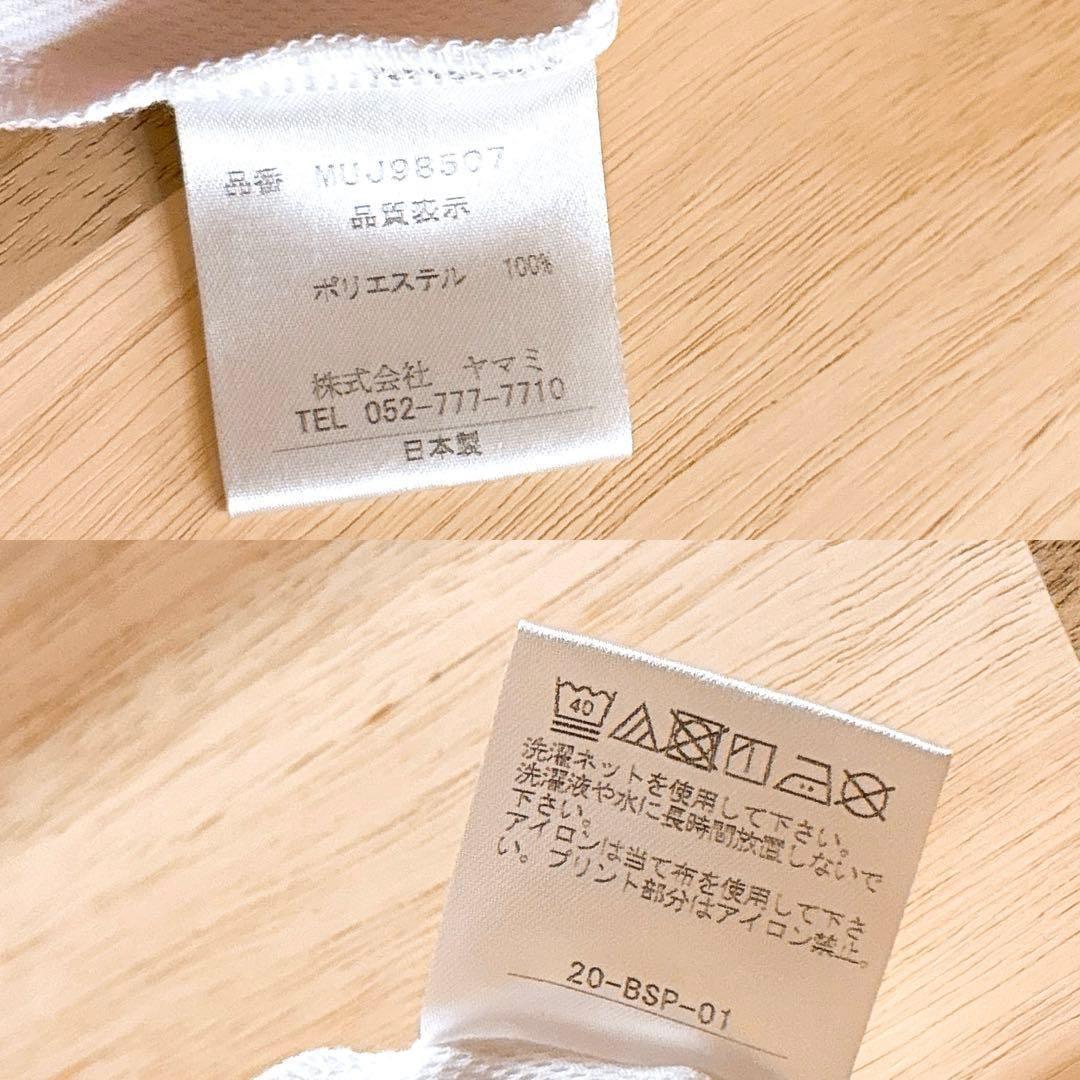 品番 MUJ98507
品質表示
ポリエステル 100%
株式会社 ヤマミ
TEL 052-777-7710
日本製
40
洗濯ネットを使用して下さい。
洗濯液や水に長時間放置しないで
下さい。
アイロンは当て布を使用して下さ
い。プリント部分はアイロン禁止。
20-BSP-01